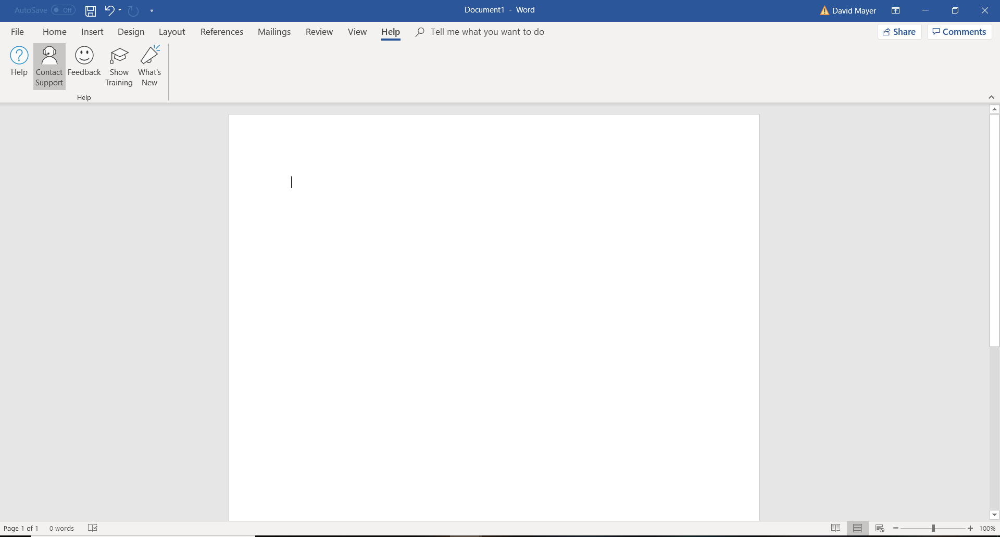 AutoSave Off
Document1 - Word
David Mayer
File Home Insert Design Layout References Mailings Review View Help Tell me what you want to do Share Comments
Help Contact Feedback Show What's
Support Training New
Help
Page 1 of 1 0 words 100%